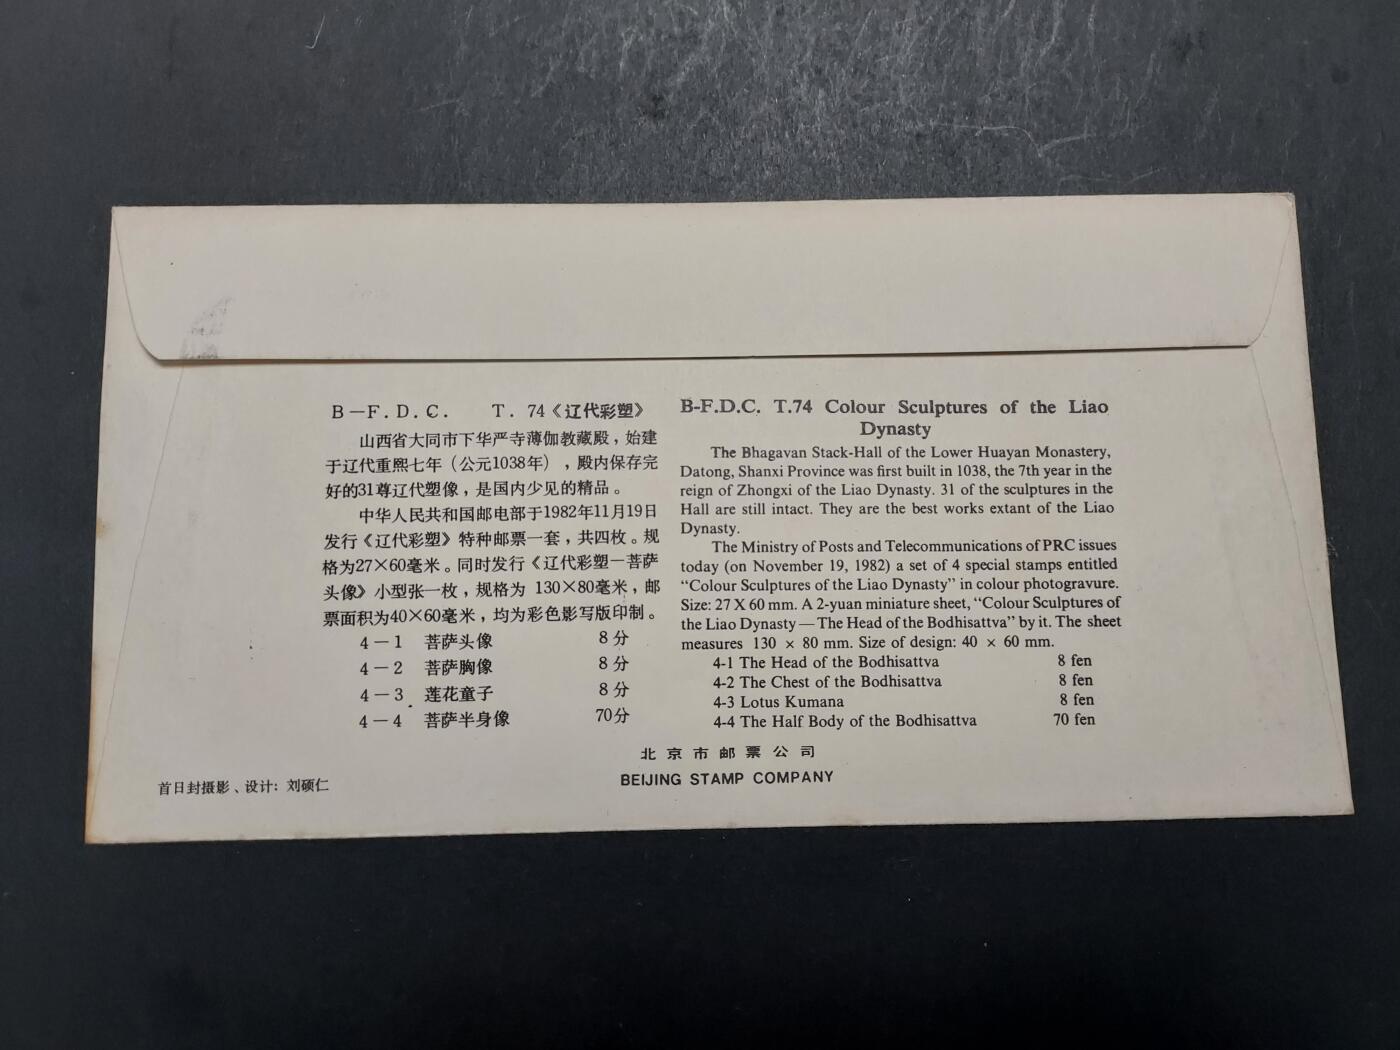 B－F.D.C.　T.74《辽代彩塑》
山西省大同市下华严寺薄伽教藏殿，始建
于辽代重熙七年（公元1038年），殿内保存完
好的31尊辽代塑像，是国内少见的精品。
中华人民共和国邮电部于1982年11月19日
发行《辽代彩塑》特种邮票一套，共四枚。规
格为27×60毫米。同时发行《辽代彩塑－菩萨
头像》小型张一枚，规格为 130×80毫米，邮
票面积为40×60毫米，均为彩色影写版印制。
4－1 菩萨头像 8分
4－2 菩萨胸像 8分
4－3 莲花童子 8分
4－4 菩萨半身像 70分
B-F.D.C. T.74 Colour Sculptures of the Liao
Dynasty
The Bhagavan Stack-Hall of the Lower Huayan Monastery,
Datong, Shanxi Province was first built in 1038, the 7th year in the
reign of Zhongxi of the Liao Dynasty. 31 of the sculptures in the
Hall are still intact. They are the best works extant of the Liao
Dynasty.
The Ministry of Posts and Telecommunications of PRC issues
today (on November 19, 1982) a set of 4 special stamps entitled
“Colour Sculptures of the Liao Dynasty” in colour photogravure.
Size: 27 X 60 mm. A 2-yuan miniature sheet, “Colour Sculptures of
the Liao Dynasty — The Head of the Bodhisattva” by it. The sheet
measures 130 × 80 mm. Size of design: 40 × 60 mm.
4-1 The Head of the Bodhisattva 8 fen
4-2 The Chest of the Bodhisattva 8 fen
4-3 Lotus Kumana 8 fen
4-4 The Half Body of the Bodhisattva 70 fen
北京市邮票公司
BEIJING STAMP COMPANY
首日封摄影、设计：刘硕仁